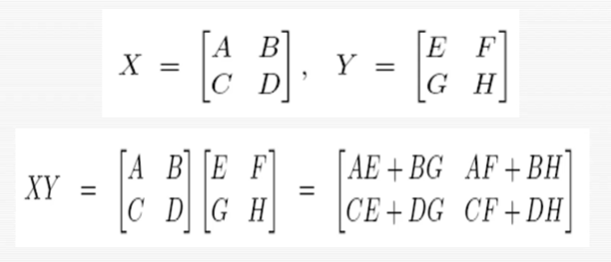 X = [A B; C D], Y = [E F; G H]
XY = [A B; C D] [E F; G H] = [AE+BG AF+BH; CE+DG CF+DH]